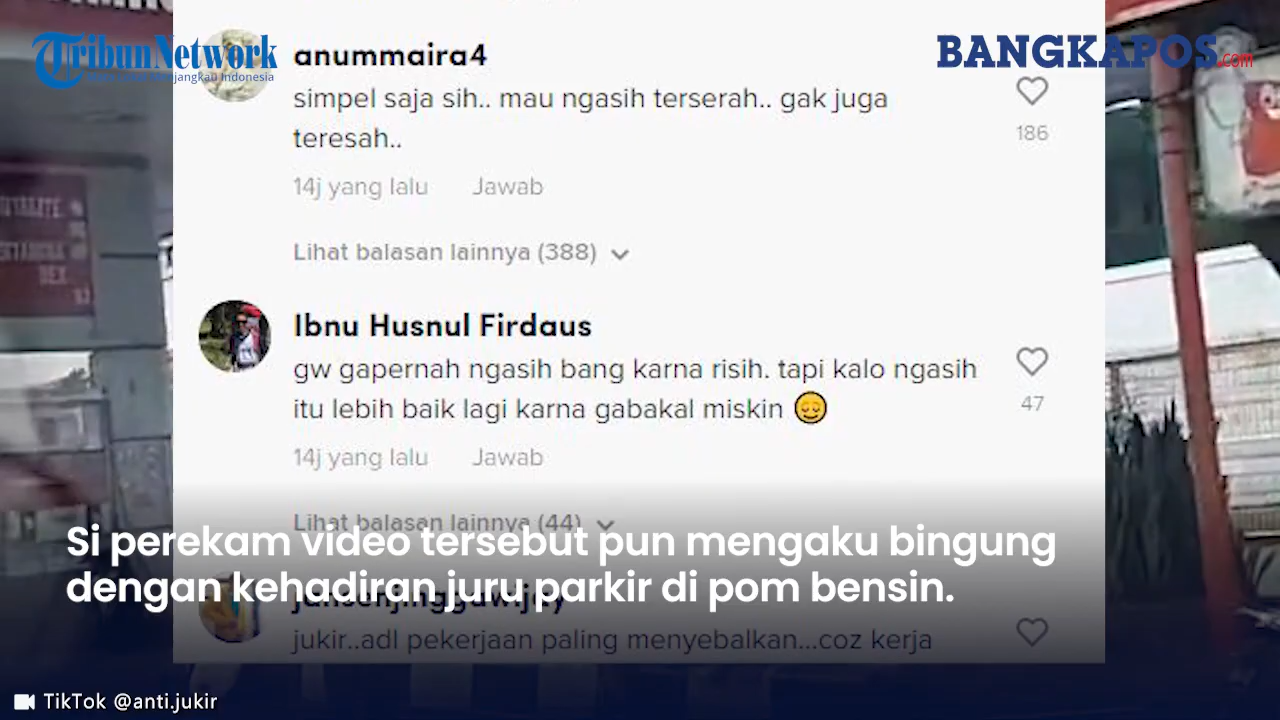 TribunNetwork
BANGKAPOS.com
anummaira4
simpel saja sih.. mau ngasih terserah.. gak juga
teresah..
186
14j yang lalu Jawab
Lihat balasan lainnya (388)
Ibnu Husnul Firdaus
gw gapernah ngasih bang karna risih. tapi kalo ngasih
itu lebih baik lagi karna gabakal miskin 😌
47
14j yang lalu Jawab
Lihat balasan lainnya (44)
Si perekam video tersebut pun mengaku bingung
dengan kehadiran juru parkir di pom bensin.
jukir..adl pekerjaan paling menyebalkan...coz kerja
TikTok @anti.jukir